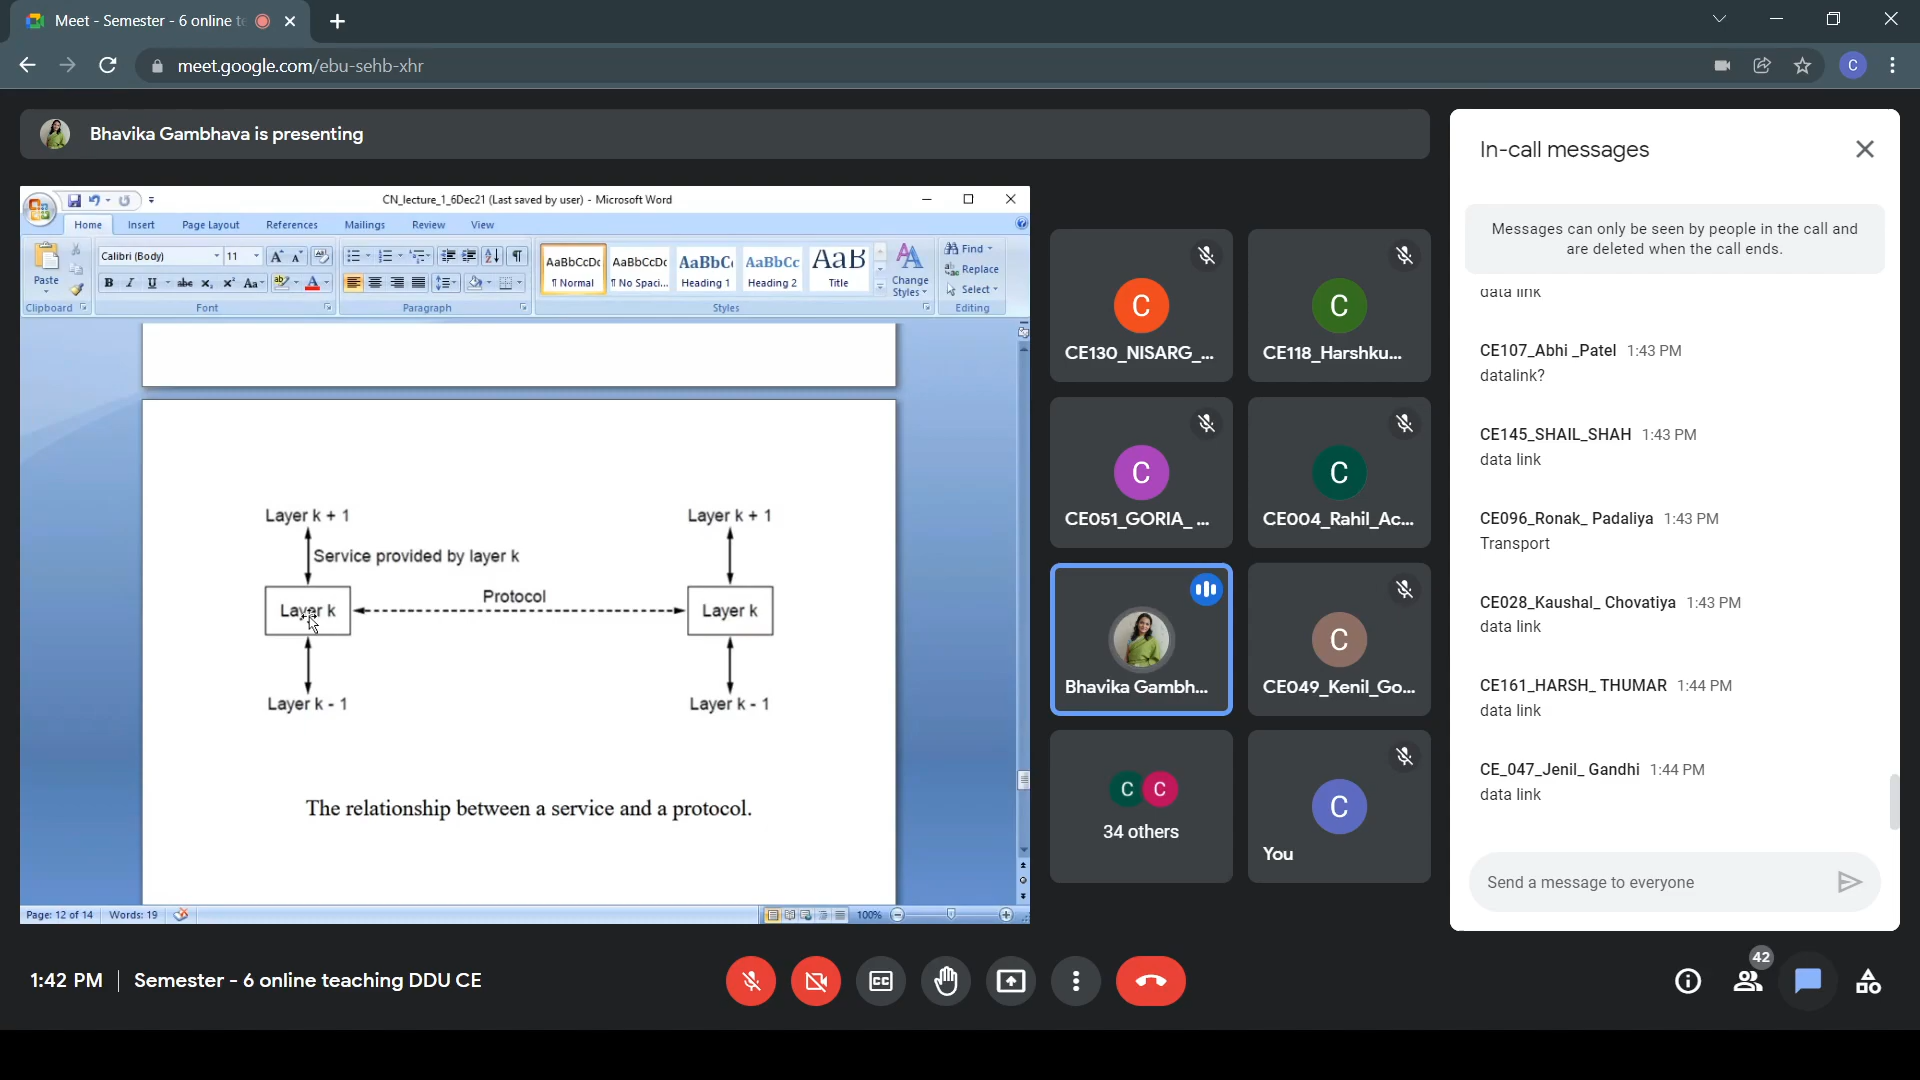 Meet - Semester - 6 online te
meet.google.com/ebu-sehb-xhr
C
Bhavika Gambhava is presenting
CN_lecture_1_6Dec21 (Last saved by user) - Microsoft Word
Home Insert Page Layout References Mailings Review View
Paste
Clipboard
Calibri (Body) 11
B I U abc x₂ x² Aa A
Font
Paragraph
AaBbCcDc AaBbCcDc AaBbC AaBbCc AaB
¶ Normal ¶ No Spaci... Heading 1 Heading 2 Title
Change Styles
Styles
Find
Replace
Select
Editing
Layer k + 1 Layer k + 1
Service provided by layer k
Protocol
Layer k Layer k
Layer k - 1 Layer k - 1
The relationship between a service and a protocol.
Page: 12 of 14 Words: 19 100%
C
CE130_NISARG_...
C
CE118_Harshku...
C
CE051_GORIA_ ...
C
CE004_Rahil_Ac...
Bhavika Gambh...
C
CE049_Kenil_Go...
C C
34 others
C
You
In-call messages
Messages can only be seen by people in the call and
are deleted when the call ends.
data link
CE107_Abhi _Patel 1:43 PM
datalink?
CE145_SHAIL_SHAH 1:43 PM
data link
CE096_Ronak_ Padaliya 1:43 PM
Transport
CE028_Kaushal_ Chovatiya 1:43 PM
data link
CE161_HARSH_ THUMAR 1:44 PM
data link
CE_047_Jenil_ Gandhi 1:44 PM
data link
Send a message to everyone
1:42 PM | Semester - 6 online teaching DDU CE
42